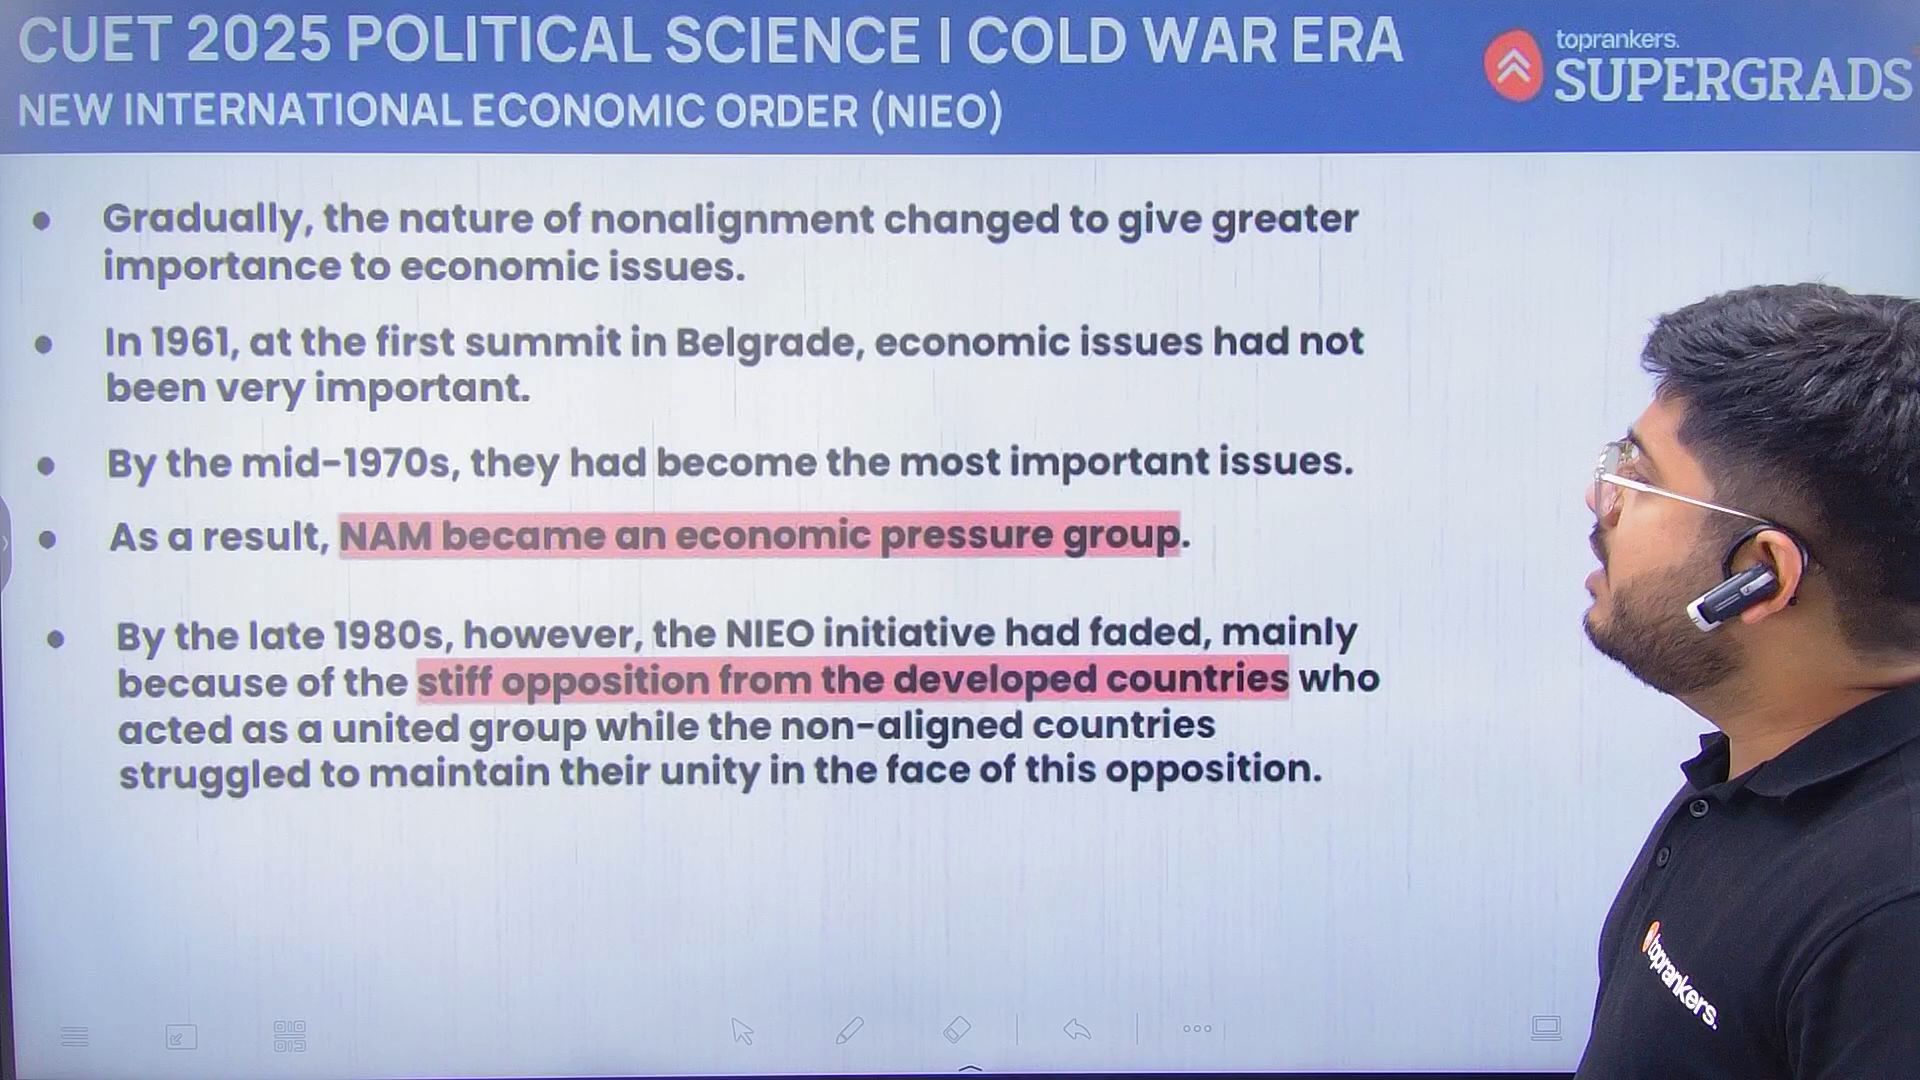 CUET 2025 POLITICAL SCIENCE | COLD WAR ERA
NEW INTERNATIONAL ECONOMIC ORDER (NIEO)
toprankers.
SUPERGRADS
• Gradually, the nature of nonalignment changed to give greater
importance to economic issues.
• In 1961, at the first summit in Belgrade, economic issues had not
been very important.
• By the mid-1970s, they had become the most important issues.
• As a result, NAM became an economic pressure group.
• By the late 1980s, however, the NIEO initiative had faded, mainly
because of the stiff opposition from the developed countries who
acted as a united group while the non-aligned countries
struggled to maintain their unity in the face of this opposition.
toprankers.